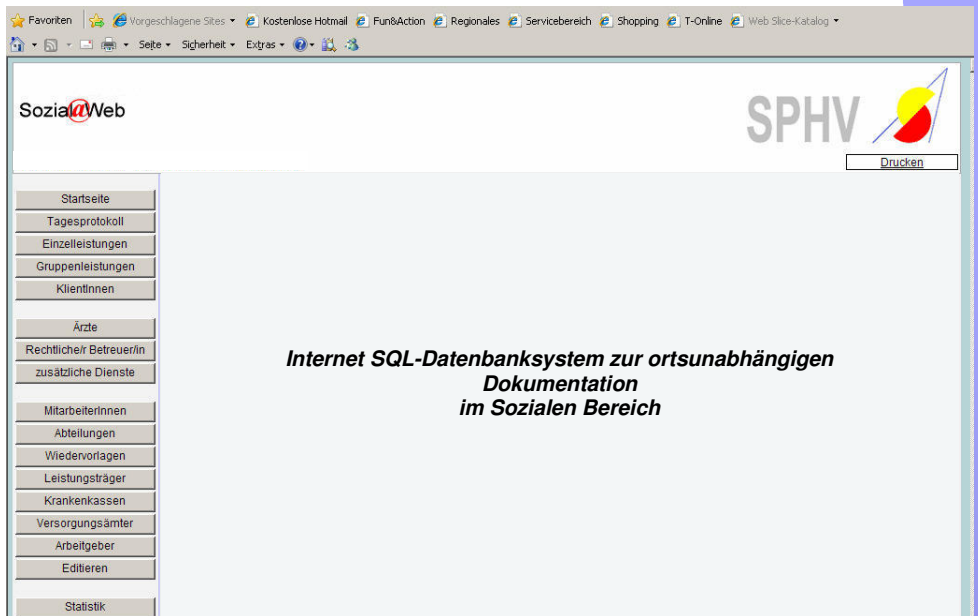 Favoriten Vorgeschlagene Sites Kostenlose Hotmail Fun&Action Regionales Servicebereich Shopping T-Online Web Slice-Katalog
Seite Sicherheit Extras
Sozial@Web
SPHV
Drucken
Startseite
Tagesprotokoll
Einzelleistungen
Gruppenleistungen
KlientInnen
Ärzte
Rechtliche/r Betreuer/in
zusätzliche Dienste
MitarbeiterInnen
Abteilungen
Wiedervorlagen
Leistungsträger
Krankenkassen
Versorgungsämter
Arbeitgeber
Editieren
Statistik
Internet SQL-Datenbanksystem zur ortsunabhängigen
Dokumentation
im Sozialen Bereich